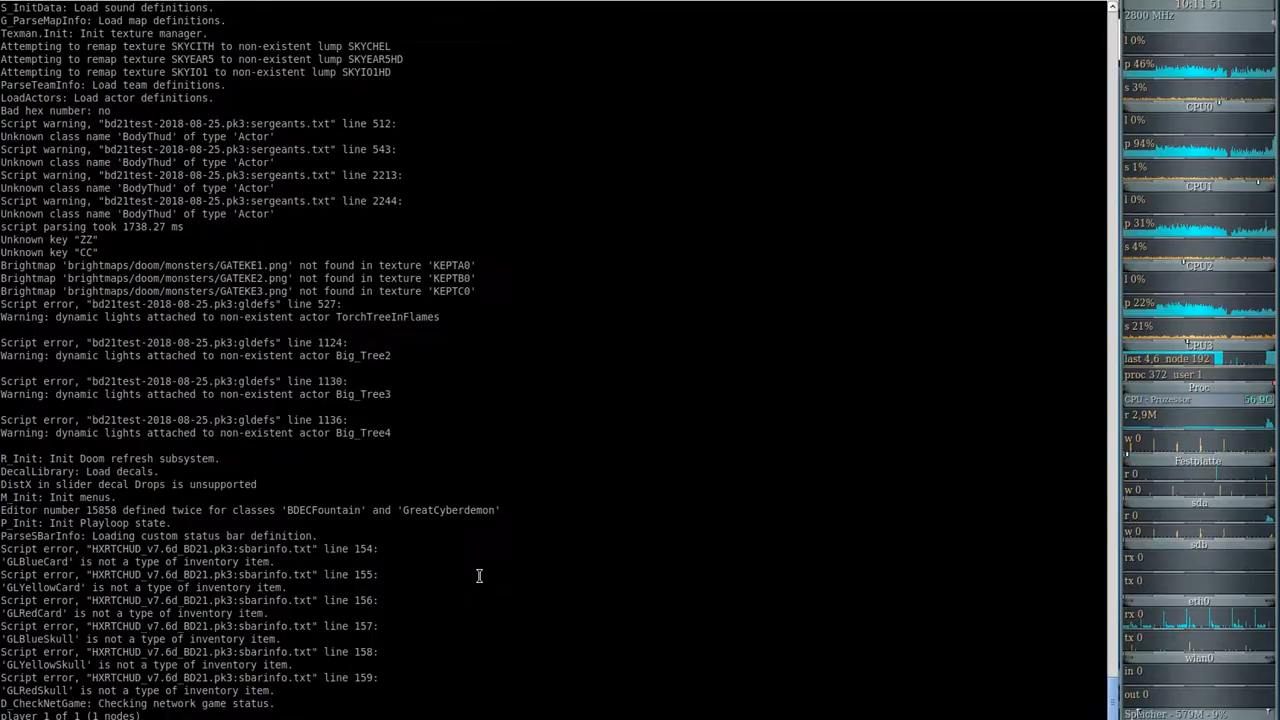 S_InitData: Load sound definitions.
G_ParseMapInfo: Load map definitions.
Texman.Init: Init texture manager.
Attempting to remap texture SKYCITH to non-existent lump SKYCHEL
Attempting to remap texture SKYEAR5 to non-existent lump SKYEAR5HD
Attempting to remap texture SKYIO1 to non-existent lump SKYIO1HD
ParseTeamInfo: Load team definitions.
LoadActors: Load actor definitions.
Bad hex number: no
Script warning, "bd21test-2018-08-25.pk3:sergeants.txt" line 512:
Unknown class name 'BodyThud' of type 'Actor'
Script warning, "bd21test-2018-08-25.pk3:sergeants.txt" line 543:
Unknown class name 'BodyThud' of type 'Actor'
Script warning, "bd21test-2018-08-25.pk3:sergeants.txt" line 2213:
Unknown class name 'BodyThud' of type 'Actor'
Script warning, "bd21test-2018-08-25.pk3:sergeants.txt" line 2244:
Unknown class name 'BodyThud' of type 'Actor'
script parsing took 1738.27 ms
Unknown key "ZZ"
Unknown key "CC"
Brightmap 'brightmaps/doom/monsters/GATEKE1.png' not found in texture 'KEPTA0'
Brightmap 'brightmaps/doom/monsters/GATEKE2.png' not found in texture 'KEPTB0'
Brightmap 'brightmaps/doom/monsters/GATEKE3.png' not found in texture 'KEPTC0'
Script error, "bd21test-2018-08-25.pk3:gldefs" line 527:
Warning: dynamic lights attached to non-existent actor TorchTreeInFlames
Script error, "bd21test-2018-08-25.pk3:gldefs" line 1124:
Warning: dynamic lights attached to non-existent actor Big_Tree2
Script error, "bd21test-2018-08-25.pk3:gldefs" line 1130:
Warning: dynamic lights attached to non-existent actor Big_Tree3
Script error, "bd21test-2018-08-25.pk3:gldefs" line 1136:
Warning: dynamic lights attached to non-existent actor Big_Tree4
R_Init: Init Doom refresh subsystem.
DecalLibrary: Load decals.
DistX in slider decal Drops is unsupported
M_Init: Init menus.
Editor number 15858 defined twice for classes 'BDECFountain' and 'GreatCyberdemon'
P_Init: Init Playloop state.
ParseSBarInfo: Loading custom status bar definition.
Script error, "HXRTCHUD_v7.6d_BD21.pk3:sbarinfo.txt" line 154:
'GLBlueCard' is not a type of inventory item.
Script error, "HXRTCHUD_v7.6d_BD21.pk3:sbarinfo.txt" line 155:
'GLYellowCard' is not a type of inventory item.
Script error, "HXRTCHUD_v7.6d_BD21.pk3:sbarinfo.txt" line 156:
'GLRedCard' is not a type of inventory item.
Script error, "HXRTCHUD_v7.6d_BD21.pk3:sbarinfo.txt" line 157:
'GLBlueSkull' is not a type of inventory item.
Script error, "HXRTCHUD_v7.6d_BD21.pk3:sbarinfo.txt" line 158:
'GLYellowSkull' is not a type of inventory item.
Script error, "HXRTCHUD_v7.6d_BD21.pk3:sbarinfo.txt" line 159:
'GLRedSkull' is not a type of inventory item.
D_CheckNetGame: Checking network game status.
player 1 of 1 (1 nodes)
10:11 51
2800 MHz
l 0%
p 46%
s 3%
CPU0
l 0%
p 94%
s 1%
CPU1
l 0%
p 31%
s 4%
CPU2
l 0%
p 22%
s 21%
CPU3
last 4,6 node 192
proc 372 user 1
Proc
CPU - Prozessor 56.9C
r 2,9M
w 0
Festplatte
r 0
w 0
sda
r 0
w 0
sdb
rx 0
tx 0
eth0
rx 0
tx 0
wlan0
in 0
out 0
Speicher - 579M - 9%